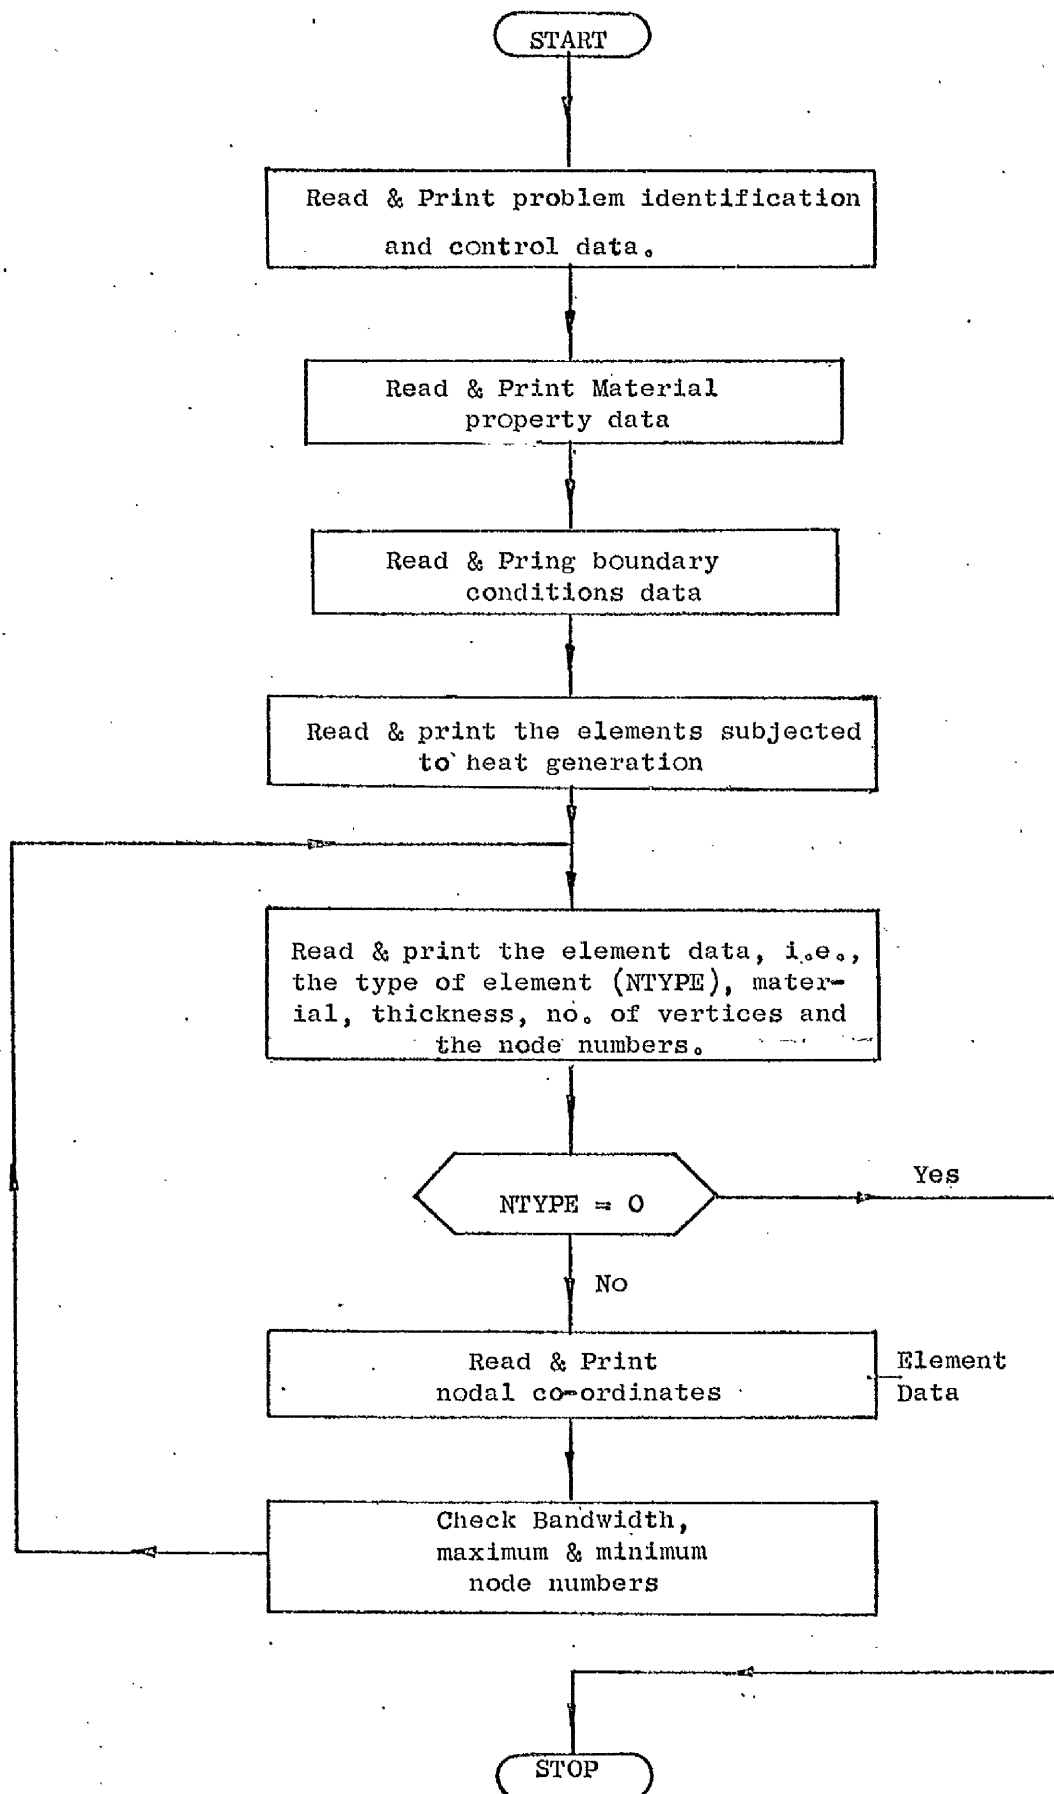 START
Read & Print problem identification
and control data.
Read & Print Material
property data
Read & Pring boundary
conditions data
Read & print the elements subjected
to heat generation
Read & print the element data, i.e.,
the type of element (NTYPE), mater-
ial, thickness, no. of vertices and
the node numbers.
Yes
NTYPE = 0
No
Read & Print
nodal co-ordinates
Element
Data
Check Bandwidth,
maximum & minimum
node numbers
STOP